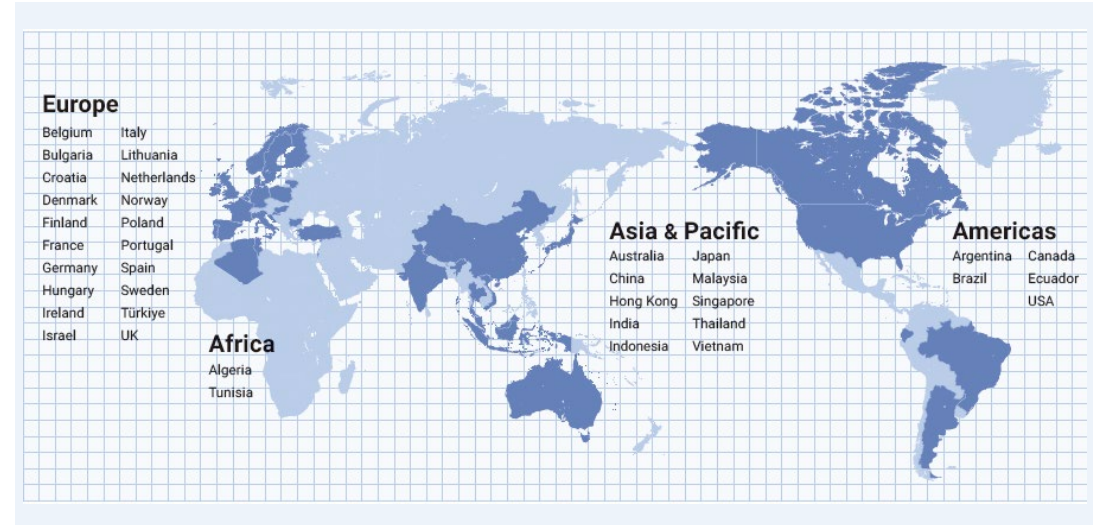 Europe
Belgium Italy
Bulgaria Lithuania
Croatia Netherlands
Denmark Norway
Finland Poland
France Portugal
Germany Spain
Hungary Sweden
Ireland Türkiye
Israel UK
Africa
Algeria
Tunisia
Asia & Pacific
Australia Japan
China Malaysia
Hong Kong Singapore
India Thailand
Indonesia Vietnam
Americas
Argentina Canada
Brazil Ecuador
USA